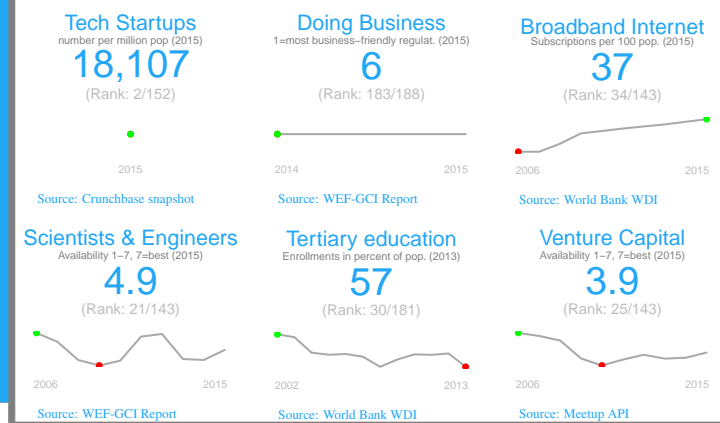 Tech Startups
number per million pop (2015)
18,107
(Rank: 2/152)
2015
Source: Crunchbase snapshot
Doing Business
1=most business−friendly regulat. (2015)
6
(Rank: 183/188)
2014 2015
Source: WEF-GCI Report
Broadband Internet
Subscriptions per 100 pop. (2015)
37
(Rank: 34/143)
2006 2015
Source: World Bank WDI
Scientists & Engineers
Availability 1−7, 7=best (2015)
4.9
(Rank: 21/143)
2006 2015
Source: WEF-GCI Report
Tertiary education
Enrollments in percent of pop. (2013)
57
(Rank: 30/181)
2002 2013
Source: World Bank WDI
Venture Capital
Availability 1−7, 7=best (2015)
3.9
(Rank: 25/143)
2006 2015
Source: Meetup API